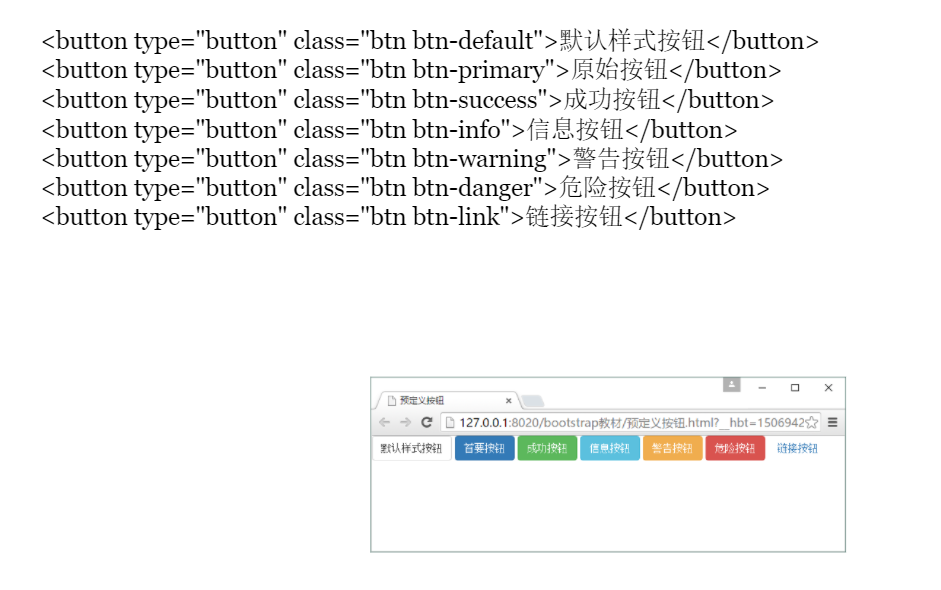 <button type="button" class="btn btn-default">默认样式按钮</button>
<button type="button" class="btn btn-primary">原始按钮</button>
<button type="button" class="btn btn-success">成功按钮</button>
<button type="button" class="btn btn-info">信息按钮</button>
<button type="button" class="btn btn-warning">警告按钮</button>
<button type="button" class="btn btn-danger">危险按钮</button>
<button type="button" class="btn btn-link">链接按钮</button>
预定义按钮
127.0.0.1:8020/bootstrap教材/预定义按钮.html?__hbt=1506942
默认样式按钮 首要按钮 成功按钮 信息按钮 警告按钮 危险按钮 链接按钮